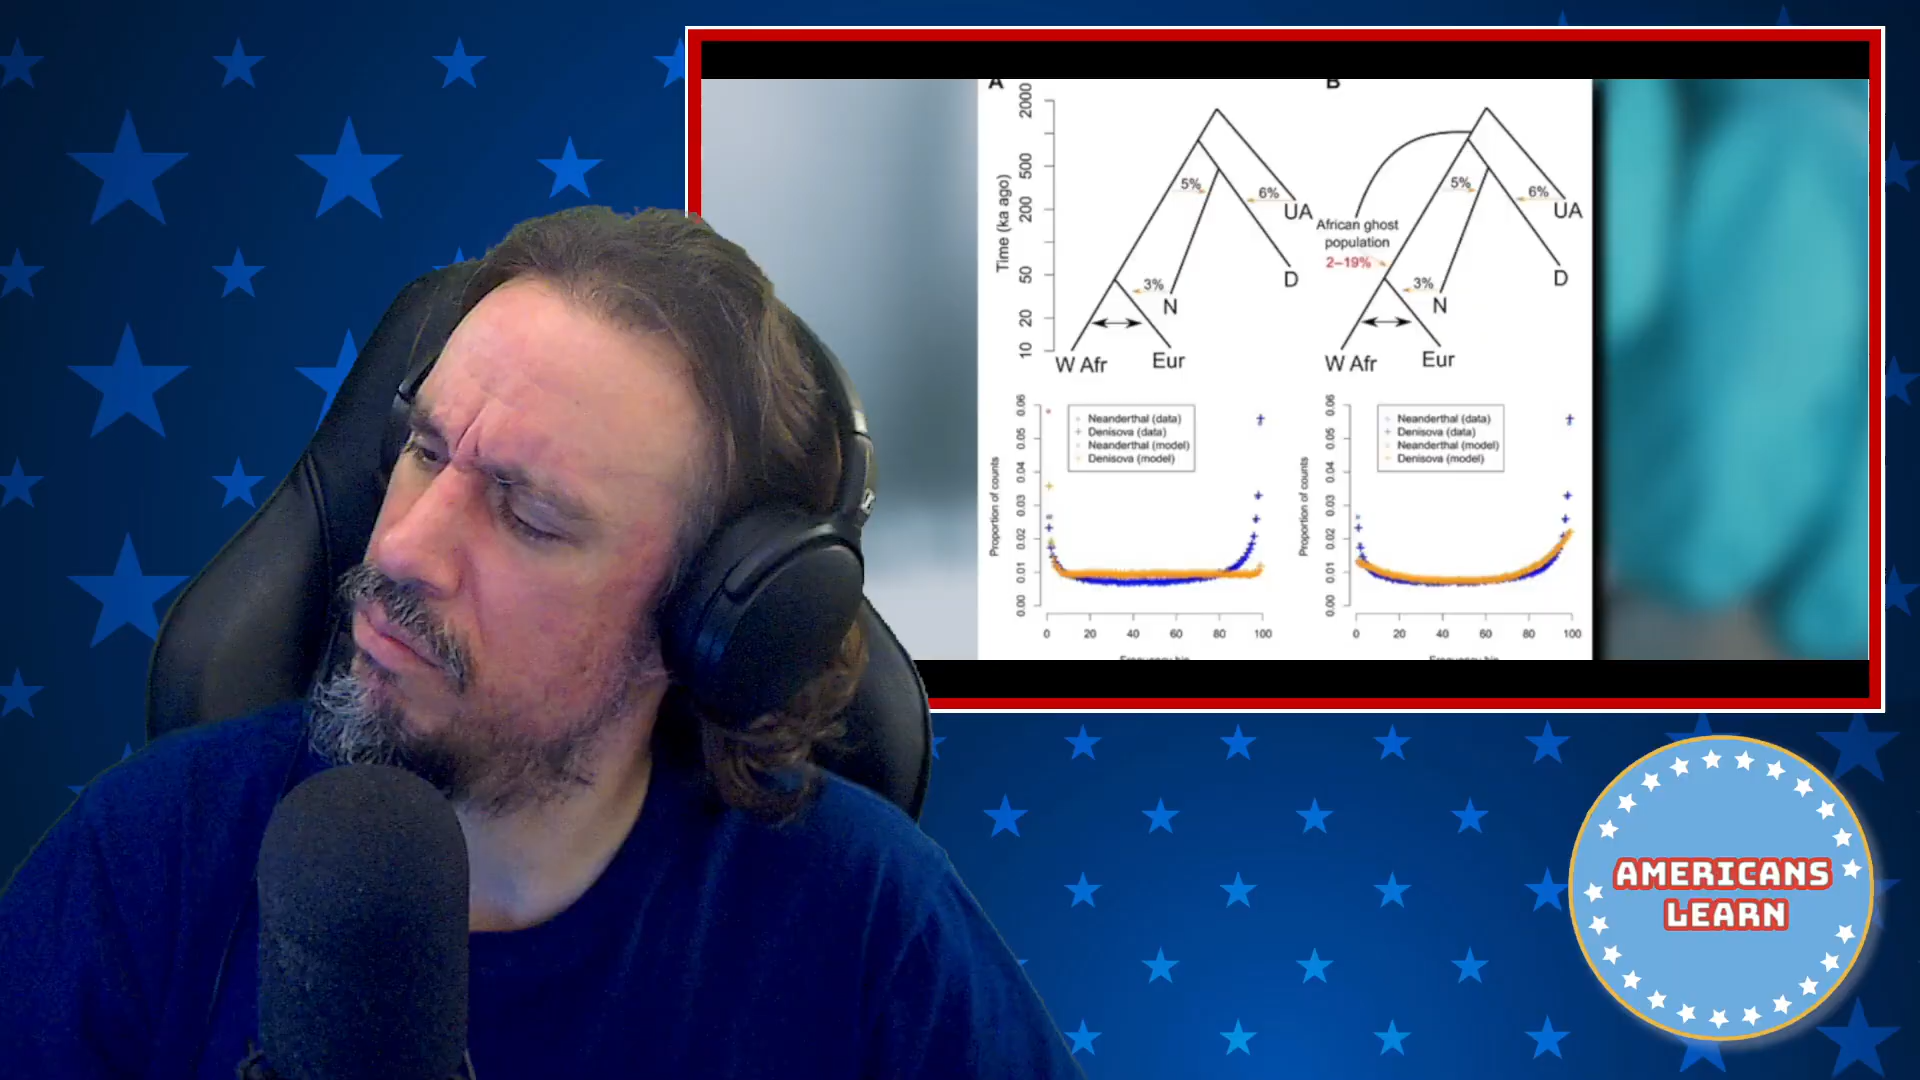 A
B
2000
500
200
50
20
10
Time (ka ago)
5%
6%
UA
3%
N
D
W Afr
Eur
African ghost
population
2–19%
5%
6%
UA
3%
N
D
W Afr
Eur
0.06
0.05
0.04
0.03
0.02
0.01
0.00
Proportion of counts
Neanderthal (data)
Denisova (data)
Neanderthal (model)
Denisova (model)
0 20 40 60 80 100
0.06
0.05
0.04
0.03
0.02
0.01
0.00
Proportion of counts
Neanderthal (data)
Denisova (data)
Neanderthal (model)
Denisova (model)
0 20 40 60 80 100
AMERICANS
LEARN